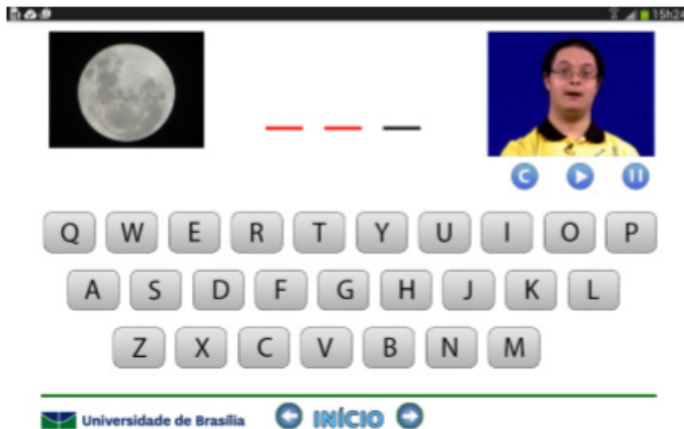 15h24
Q W E R T Y U I O P
A S D F G H J K L
Z X C V B N M
Universidade de Brasília INÍCIO